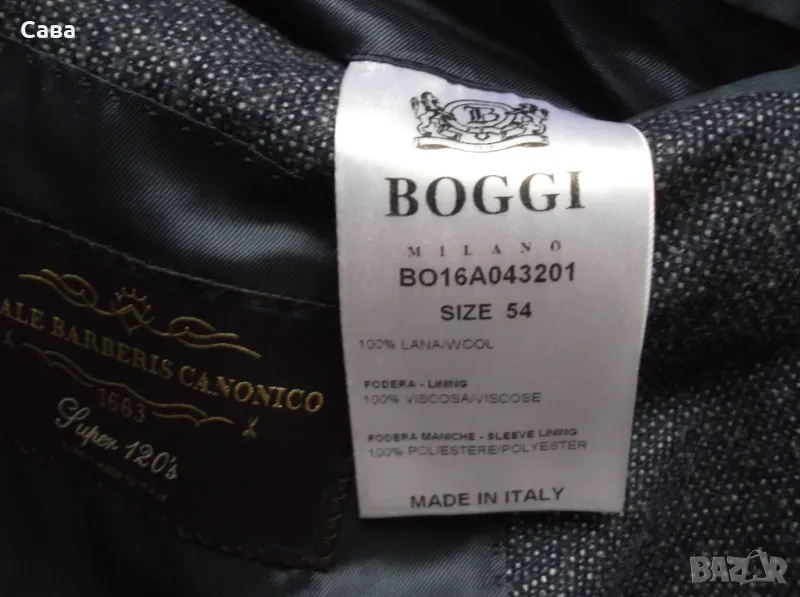 Сава
B
BOGGI
MILANO
BO16A043201
SIZE 54
100% LANA/WOOL
FODERA - LINING
100% VISCOSA/VISCOSE
FODERA MANICHE - SLEEVE LINING
100% POLIESTERE/POLYESTER
MADE IN ITALY
ALE BARBERIS CANONICO
1663
Super 120's
BAZAR